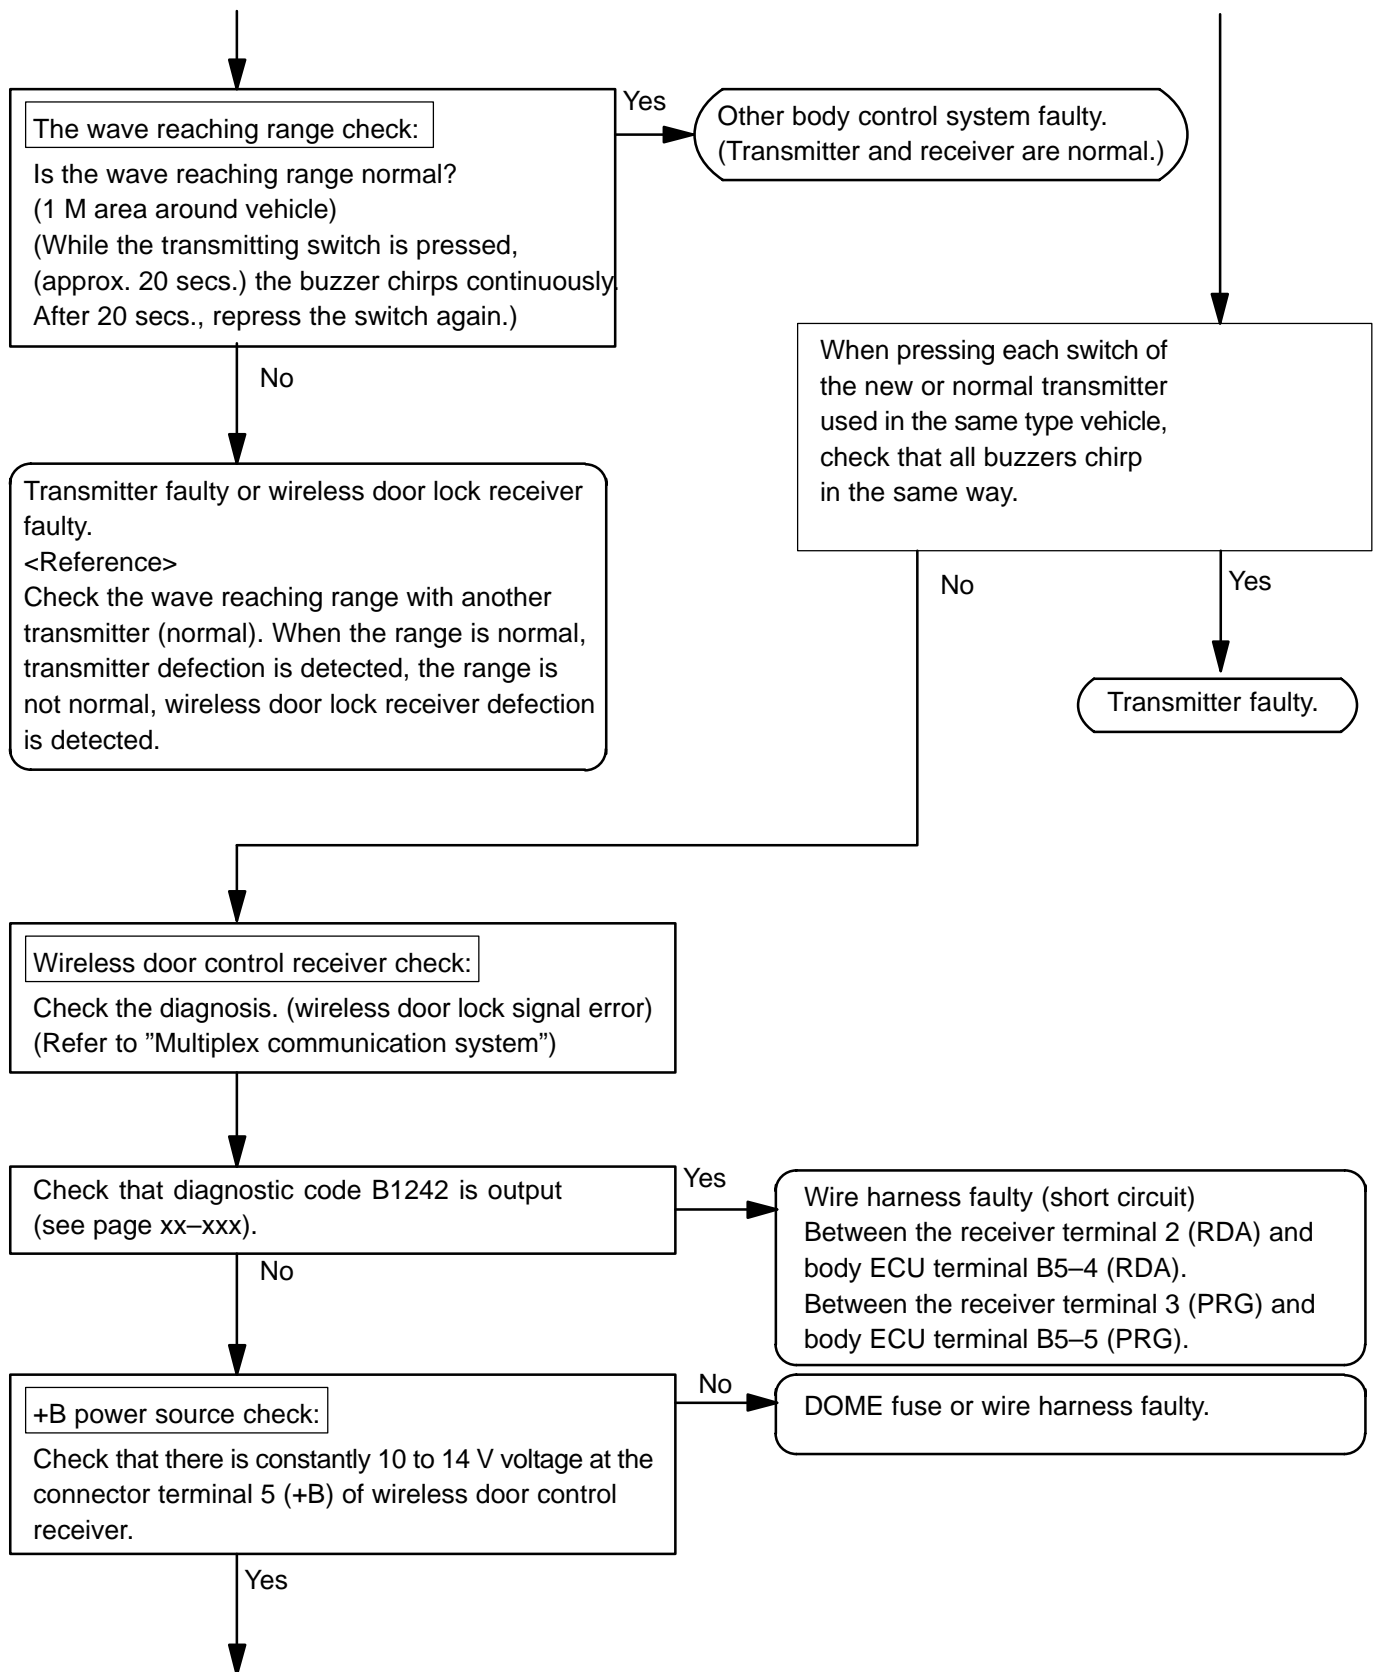 The wave reaching range check:
Is the wave reaching range normal?
(1 M area around vehicle)
(While the transmitting switch is pressed,
(approx. 20 secs.) the buzzer chirps continuously.
After 20 secs., repress the switch again.)
Yes
Other body control system faulty.
(Transmitter and receiver are normal.)
No
Transmitter faulty or wireless door lock receiver
faulty.
<Reference>
Check the wave reaching range with another
transmitter (normal). When the range is normal,
transmitter defection is detected, the range is
not normal, wireless door lock receiver defection
is detected.
When pressing each switch of
the new or normal transmitter
used in the same type vehicle,
check that all buzzers chirp
in the same way.
No
Yes
Transmitter faulty.
Wireless door control receiver check:
Check the diagnosis. (wireless door lock signal error)
(Refer to ”Multiplex communication system”)
Check that diagnostic code B1242 is output
(see page xx–xxx).
Yes
Wire harness faulty (short circuit)
Between the receiver terminal 2 (RDA) and
body ECU terminal B5–4 (RDA).
Between the receiver terminal 3 (PRG) and
body ECU terminal B5–5 (PRG).
No
+B power source check:
Check that there is constantly 10 to 14 V voltage at the
connector terminal 5 (+B) of wireless door control
receiver.
No
DOME fuse or wire harness faulty.
Yes